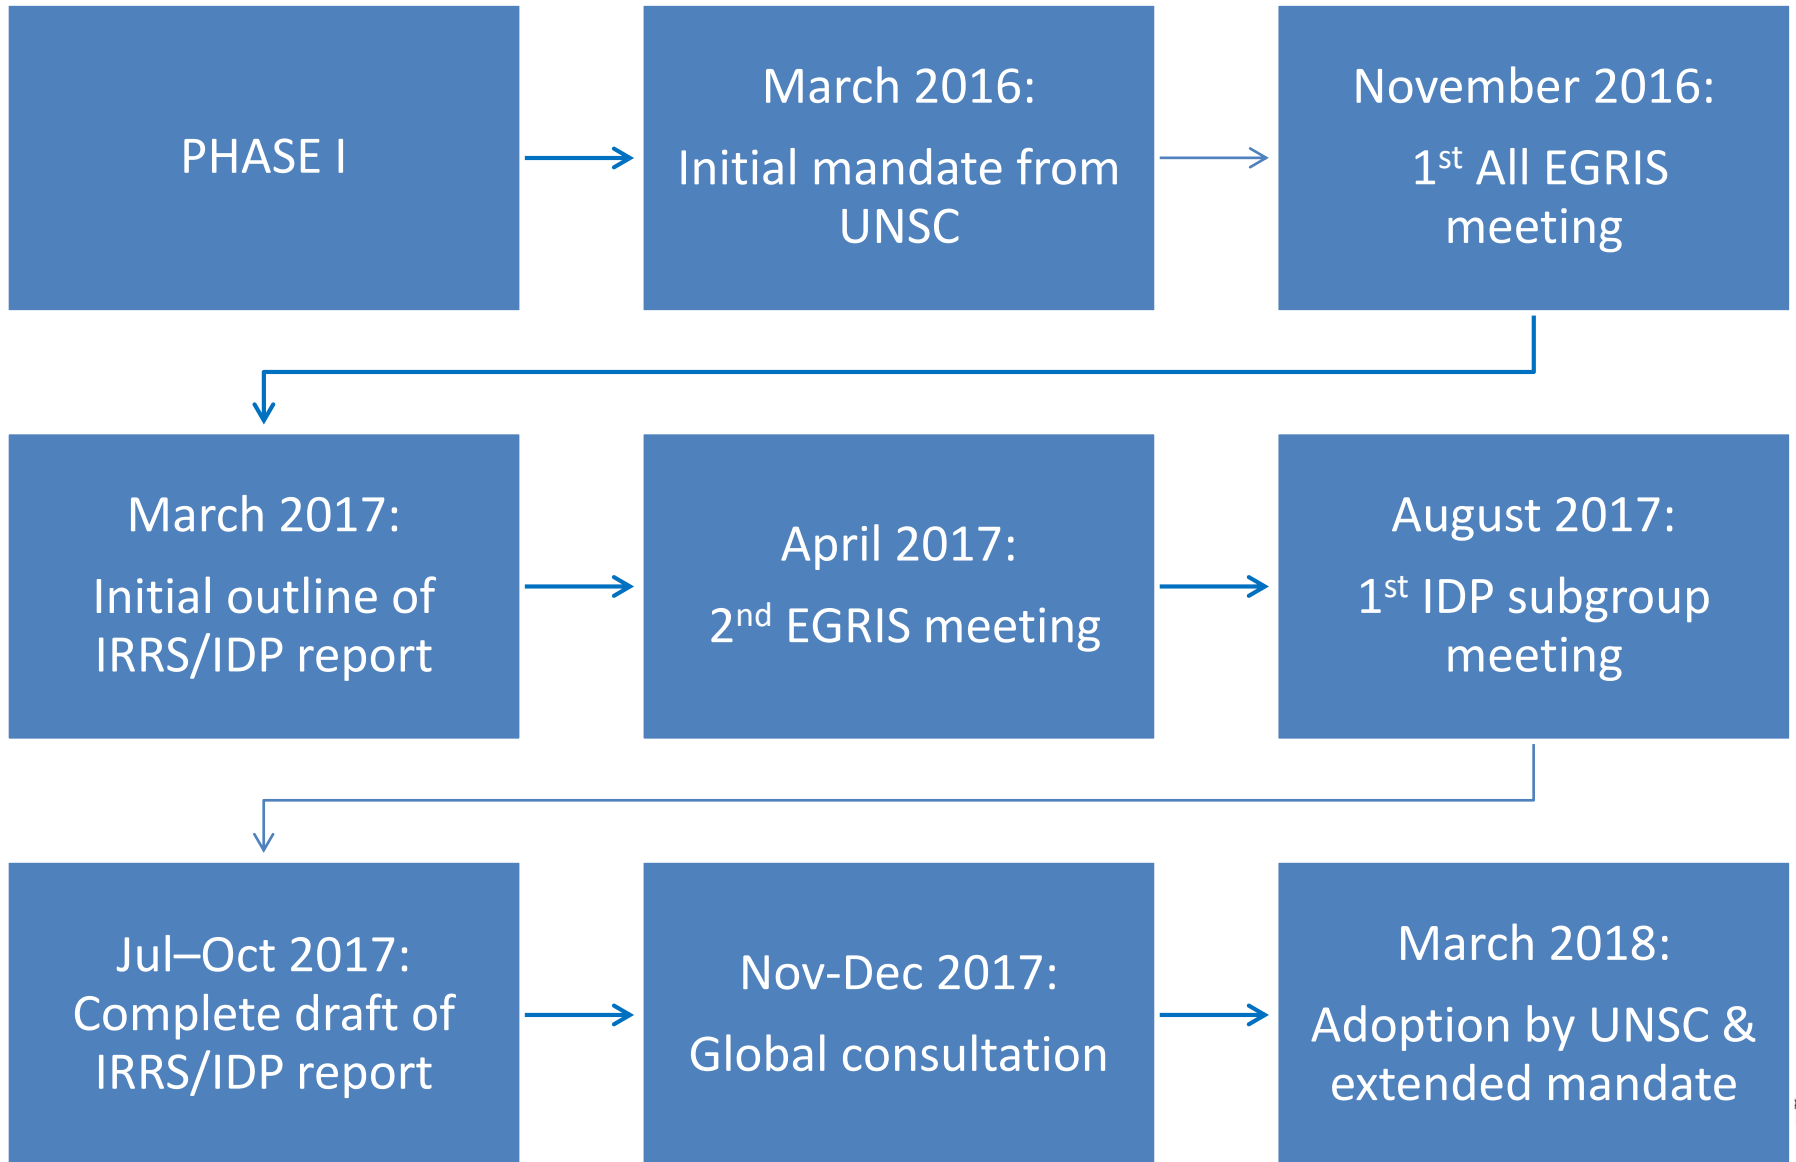 PHASE I
March 2016:
Initial mandate from
UNSC
November 2016:
1st All EGRIS
meeting
March 2017:
Initial outline of
IRRS/IDP report
April 2017:
2nd EGRIS meeting
August 2017:
1st IDP subgroup
meeting
Jul–Oct 2017:
Complete draft of
IRRS/IDP report
Nov-Dec 2017:
Global consultation
March 2018:
Adoption by UNSC &
extended mandate